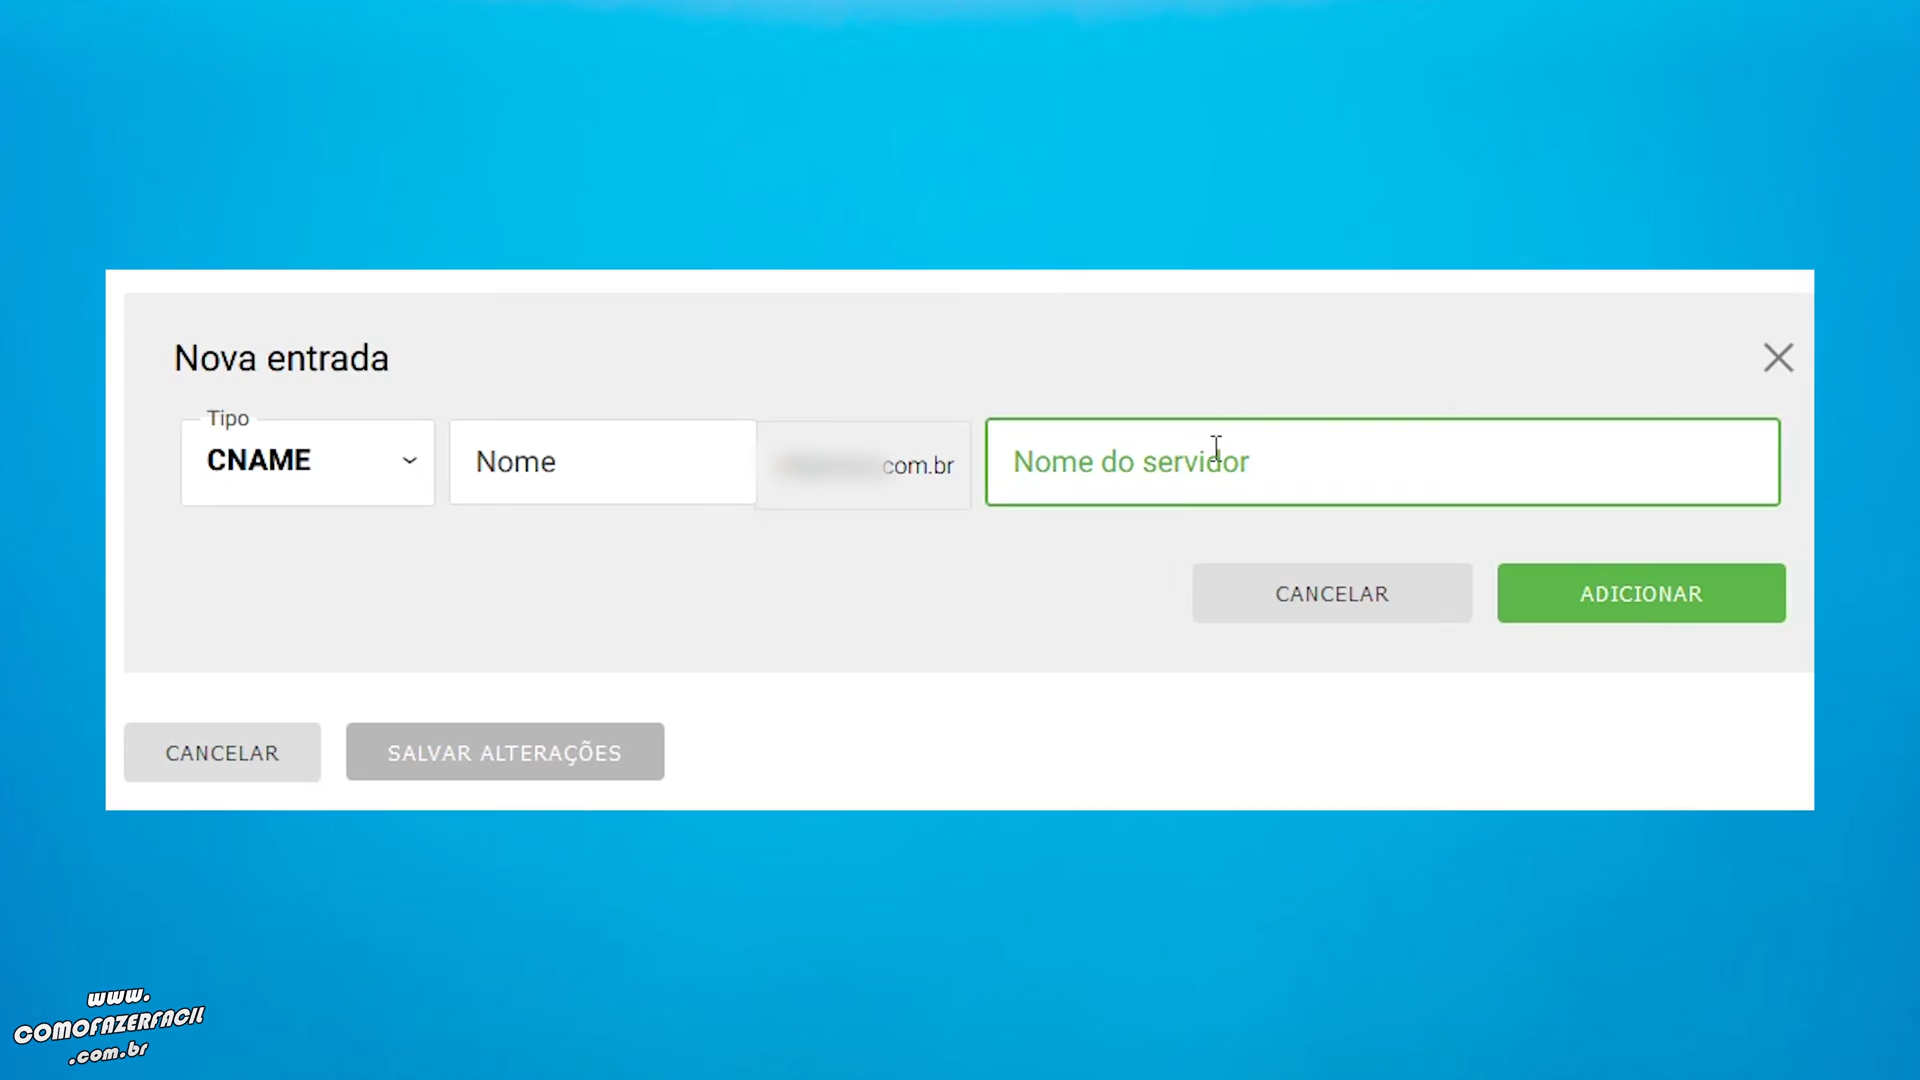 Nova entrada
Tipo
CNAME
Nome
com.br
Nome do servidor
CANCELAR
ADICIONAR
CANCELAR
SALVAR ALTERAÇÕES
www.
COMOFAZERFACIL
.com.br